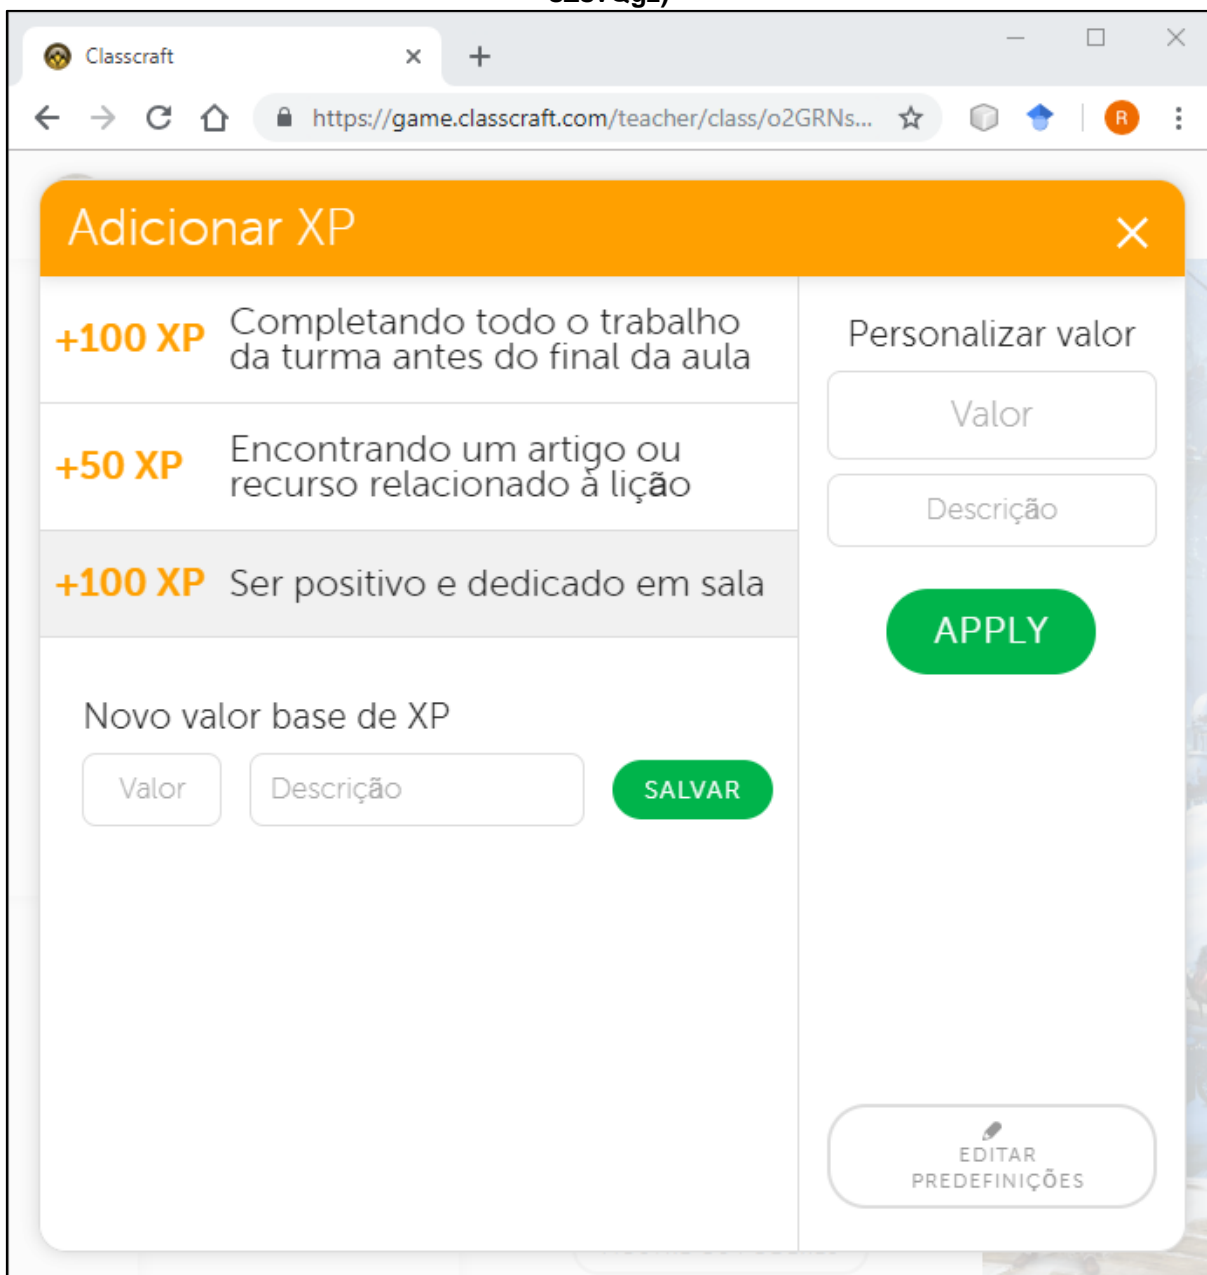 Classcraft
https://game.classcraft.com/teacher/class/o2GRNs...
R
Adicionar XP
+100 XP Completando todo o trabalho
da turma antes do final da aula
+50 XP Encontrando um artigo ou
recurso relacionado à lição
+100 XP Ser positivo e dedicado em sala
Novo valor base de XP
Valor
Descrição
SALVAR
Personalizar valor
Valor
Descrição
APPLY
EDITAR
PREDEFINIÇÕES